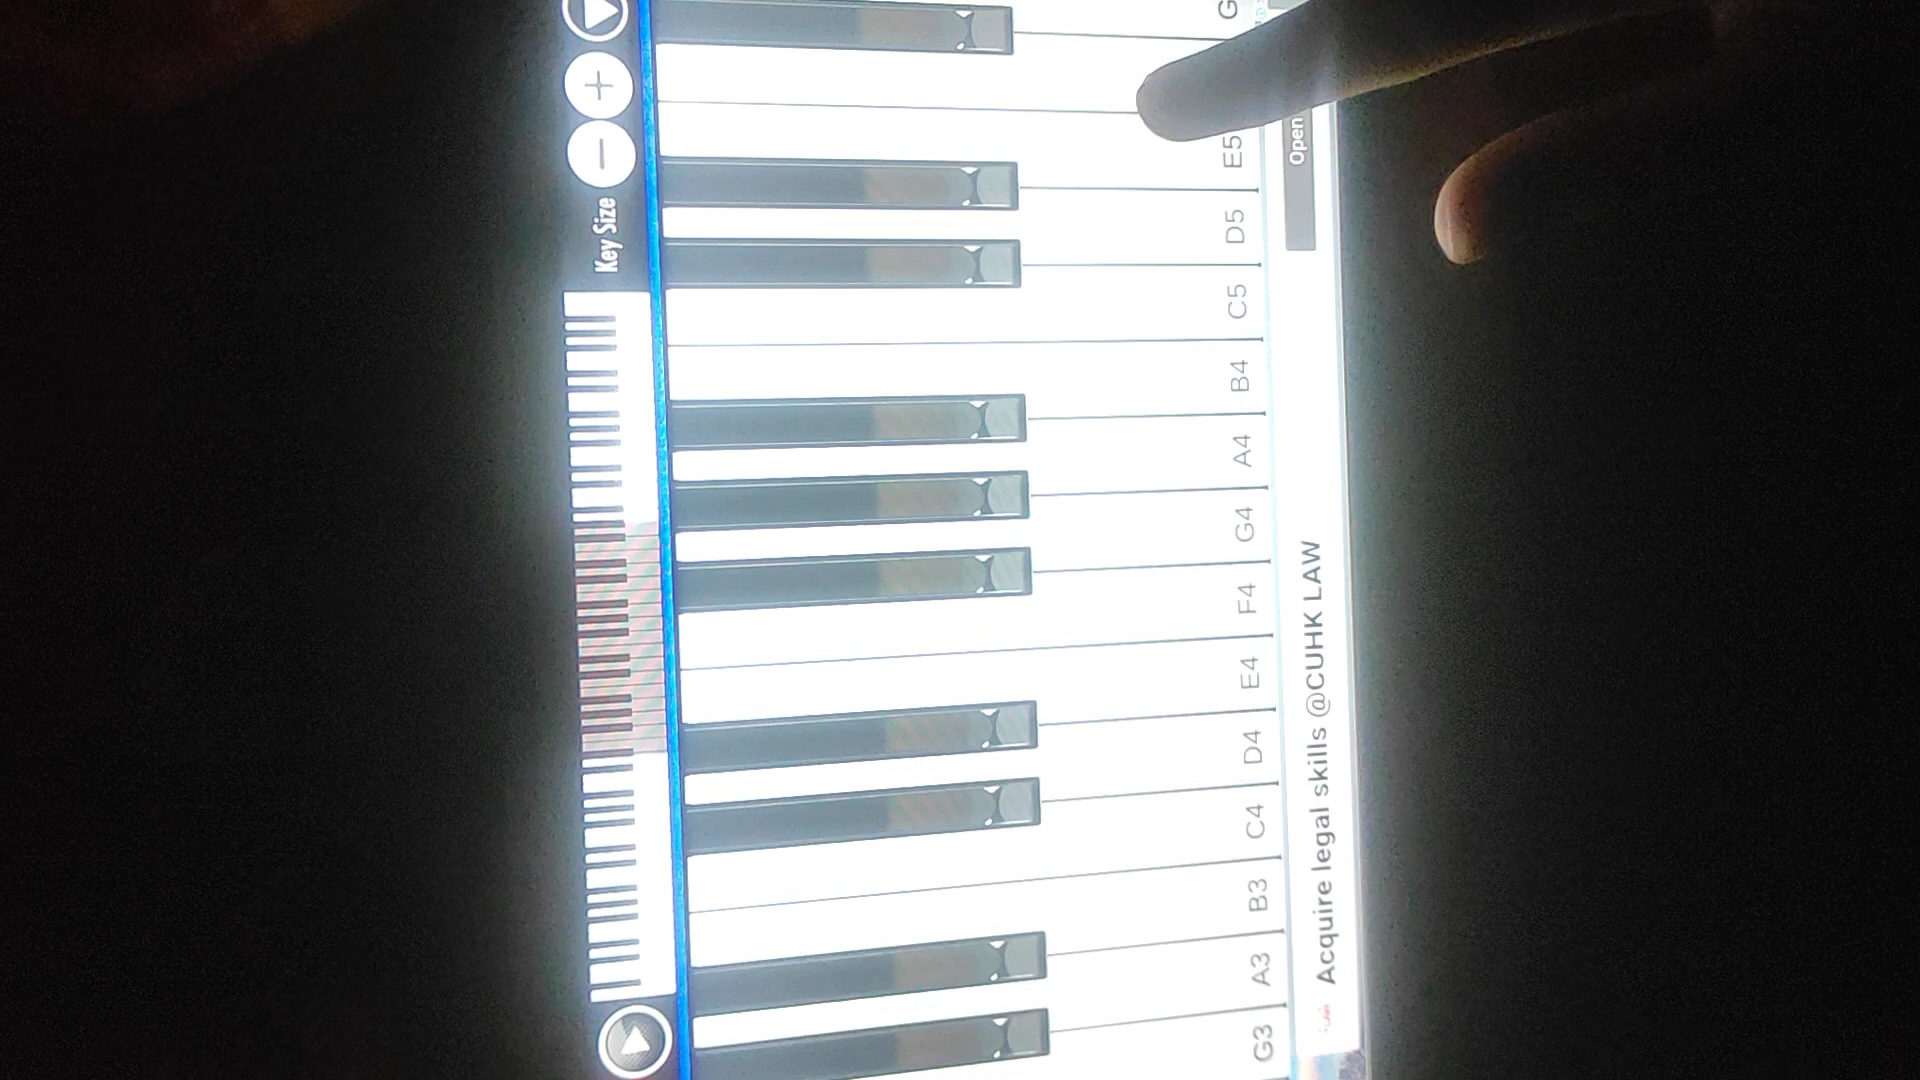 Key Size
G3 A3 B3 C4 D4 E4 F4 G4 A4 B4 C5 D5 E5 G
Acquire legal skills @CUHK LAW
Open